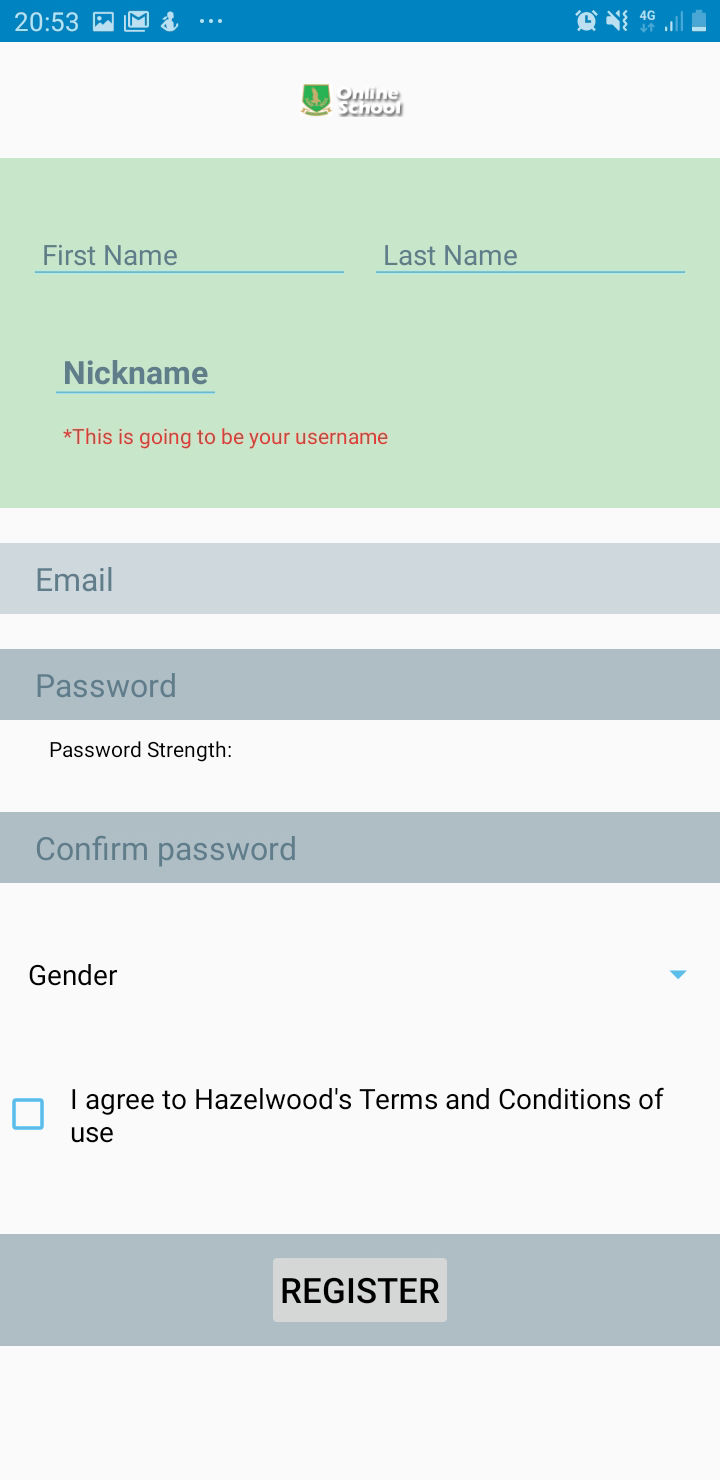 20:53
4G
Online
School
First Name
Last Name
Nickname
*This is going to be your username
Email
Password
Password Strength:
Confirm password
Gender
I agree to Hazelwood's Terms and Conditions of
use
REGISTER